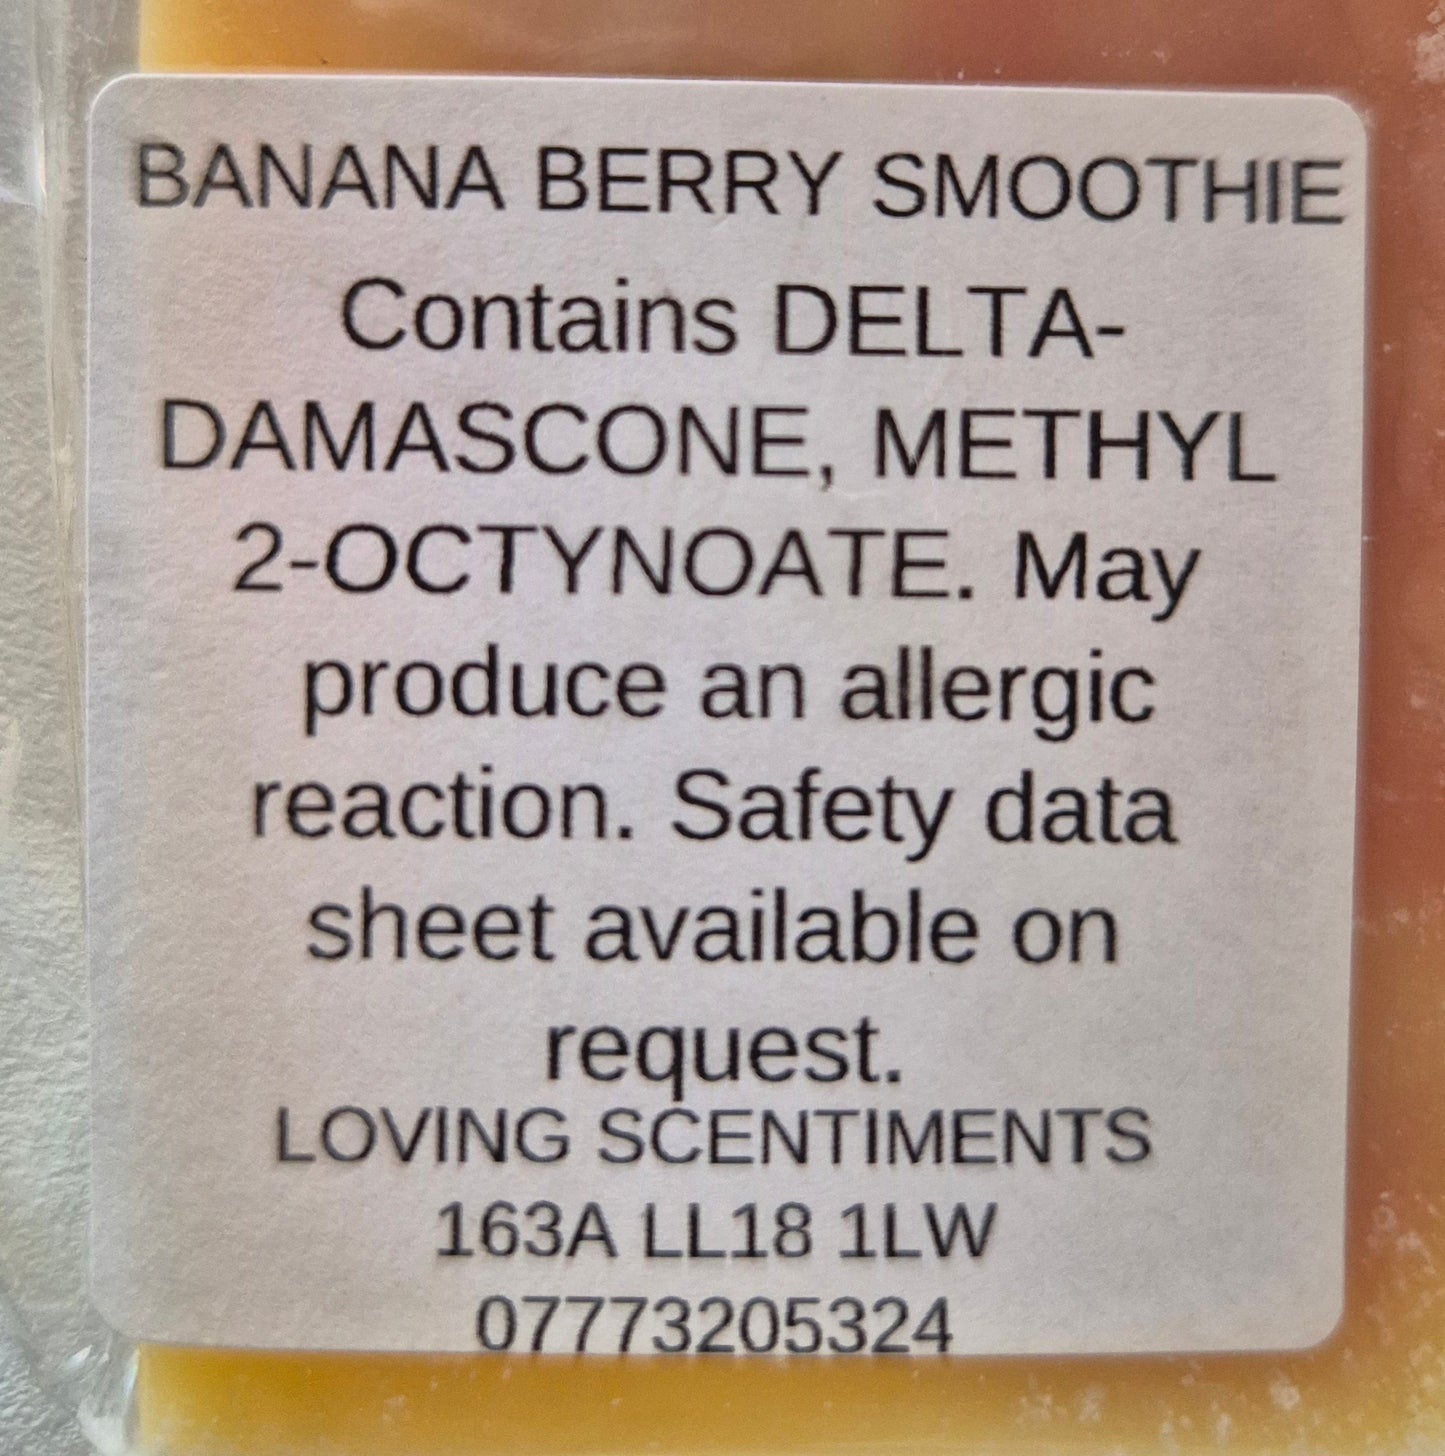 BANANA BERRY SMOOTHIE
Contains DELTA-
DAMASCONE, METHYL
2-OCTYNOATE. May
produce an allergic
reaction. Safety data
sheet available on
request.
LOVING SCENTIMENTS
163A LL18 1LW
07773205324